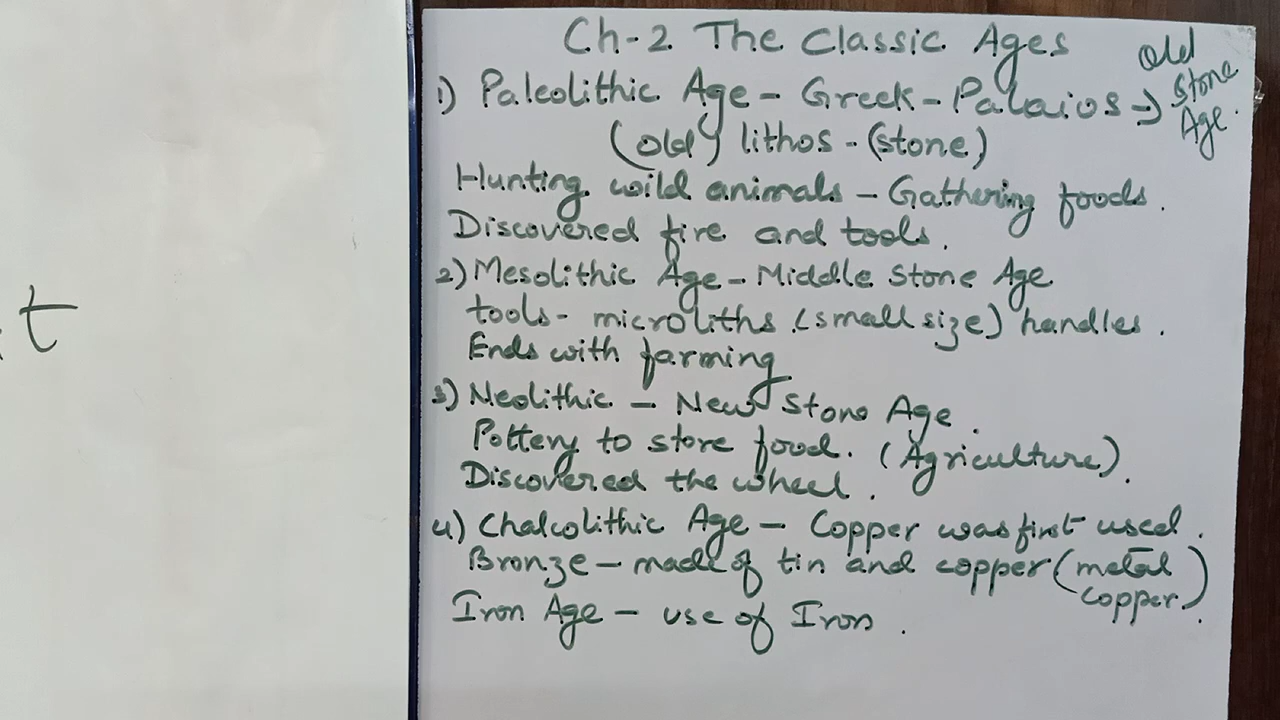 t
Ch-2 The Classic Ages
1) Paleolithic Age - Greek - Palaios → Old Stone Age.
(old) lithos - (stone)
Hunting wild animals - Gathering foods.
Discovered fire and tools.
2) Mesolithic Age - Middle Stone Age
tools - microliths (small size) handles.
Ends with farming
3) Neolithic - New Stone Age.
Pottery to store food. (Agriculture).
Discovered the wheel.
4) Chalcolithic Age - Copper was first used.
Bronze - made of tin and copper (metal copper).
Iron Age - use of Iron.